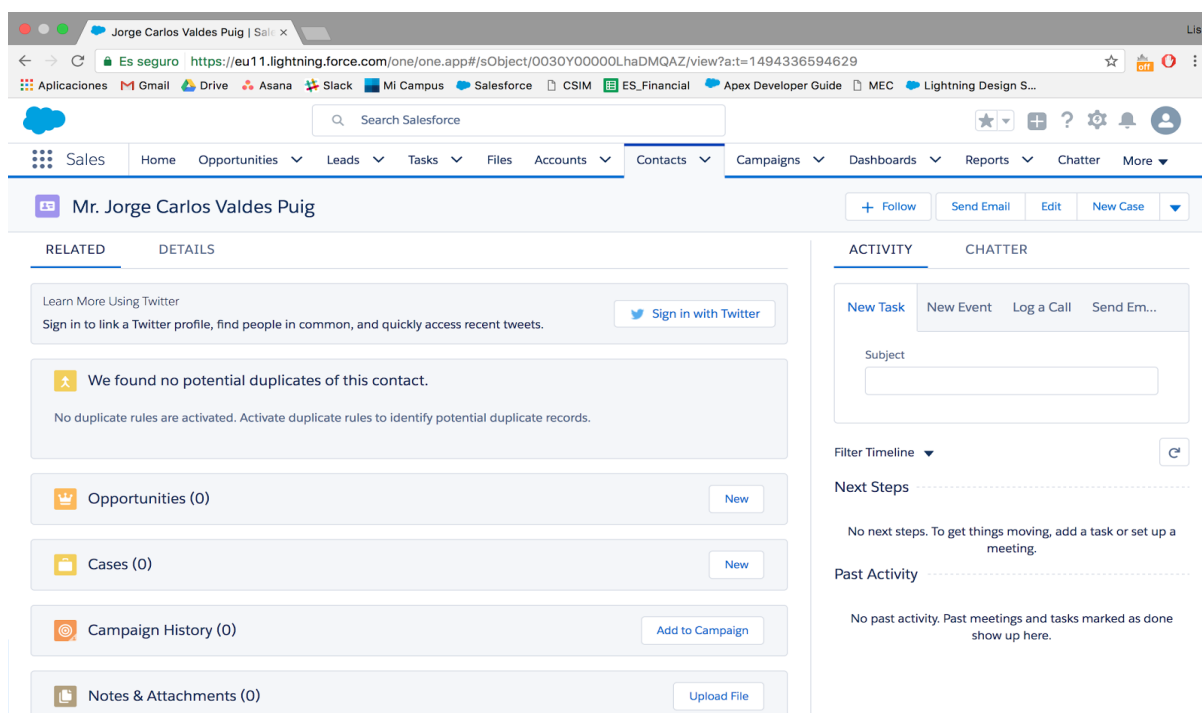 Jorge Carlos Valdes Puig | Sale
Lis
Es seguro https://eu11.lightning.force.com/one/one.app#/sObject/0030Y00000LhaDMQAZ/view?a:t=1494336594629
off
Aplicaciones Gmail Drive Asana Slack Mi Campus Salesforce CSIM ES_Financial Apex Developer Guide MEC Lightning Design S...
Search Salesforce
Sales Home Opportunities Leads Tasks Files Accounts Contacts Campaigns Dashboards Reports Chatter More
Mr. Jorge Carlos Valdes Puig
+ Follow Send Email Edit New Case
RELATED DETAILS
Learn More Using Twitter
Sign in to link a Twitter profile, find people in common, and quickly access recent tweets.
Sign in with Twitter
We found no potential duplicates of this contact.
No duplicate rules are activated. Activate duplicate rules to identify potential duplicate records.
Opportunities (0) New
Cases (0) New
Campaign History (0) Add to Campaign
Notes & Attachments (0) Upload File
ACTIVITY CHATTER
New Task New Event Log a Call Send Em...
Subject
Filter Timeline
Next Steps
No next steps. To get things moving, add a task or set up a
meeting.
Past Activity
No past activity. Past meetings and tasks marked as done
show up here.